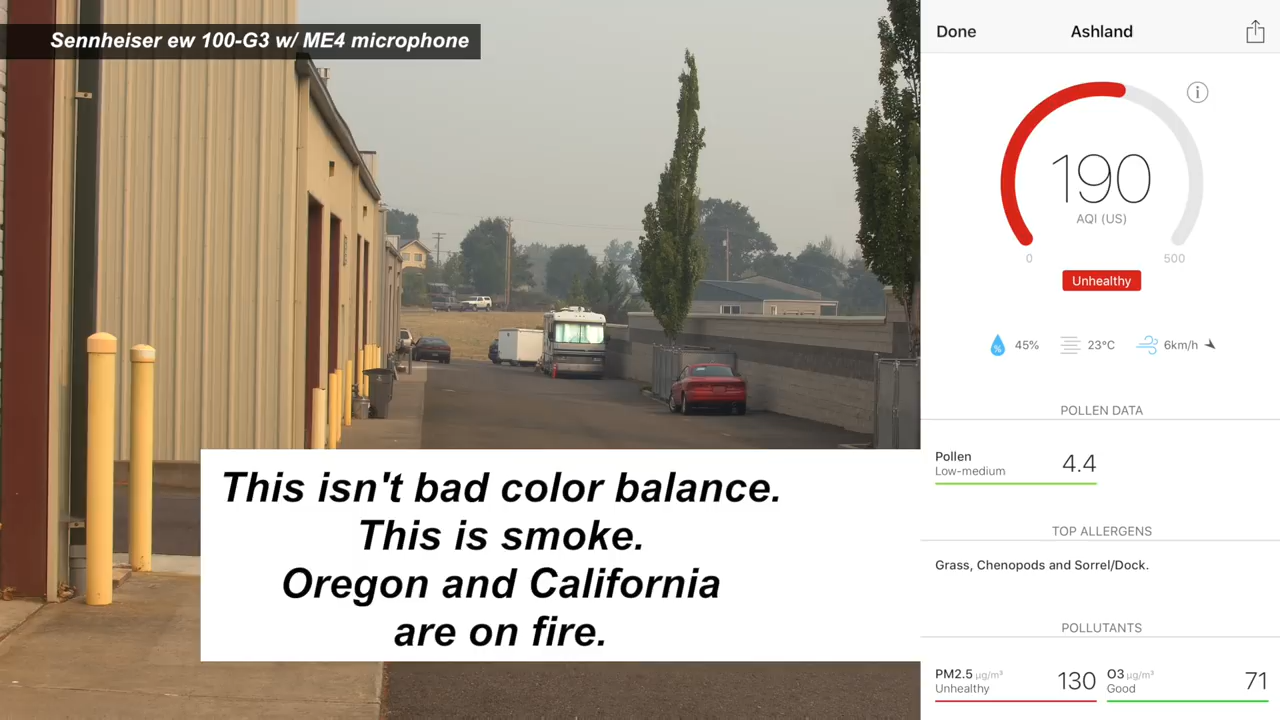 Sennheiser ew 100-G3 w/ ME4 microphone
This isn't bad color balance.
This is smoke.
Oregon and California
are on fire.
Done Ashland
190
AQI (US)
0 500
Unhealthy
45% 23°C 6km/h
POLLEN DATA
Pollen
Low-medium
4.4
TOP ALLERGENS
Grass, Chenopods and Sorrel/Dock.
POLLUTANTS
PM2.5 µg/m³
Unhealthy
130
O3 µg/m³
Good
71